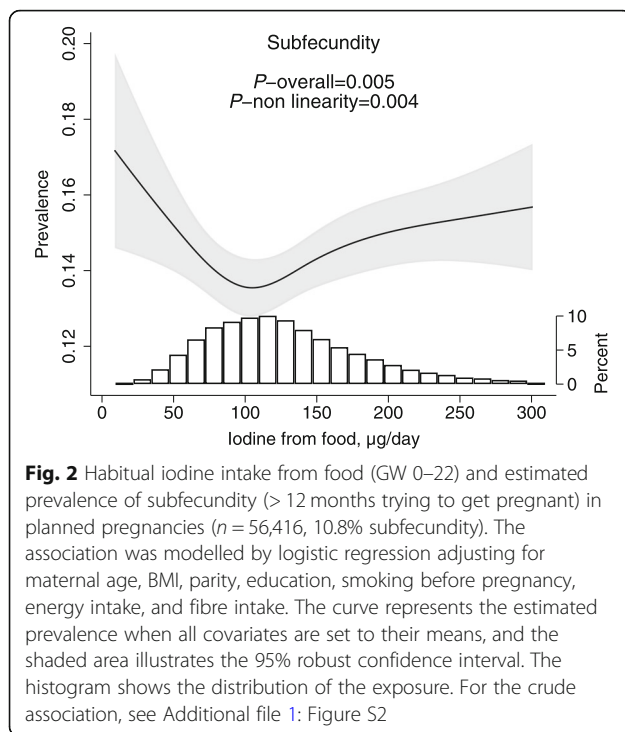 Subfecundity
P–overall=0.005
P–non linearity=0.004
Prevalence
0.20
0.18
0.16
0.14
0.12
10
5
0
Percent
0 50 100 150 200 250 300
Iodine from food, µg/day
Fig. 2 Habitual iodine intake from food (GW 0–22) and estimated
prevalence of subfecundity (> 12 months trying to get pregnant) in
planned pregnancies (n = 56,416, 10.8% subfecundity). The
association was modelled by logistic regression adjusting for
maternal age, BMI, parity, education, smoking before pregnancy,
energy intake, and fibre intake. The curve represents the estimated
prevalence when all covariates are set to their means, and the
shaded area illustrates the 95% robust confidence interval. The
histogram shows the distribution of the exposure. For the crude
association, see Additional file 1: Figure S2